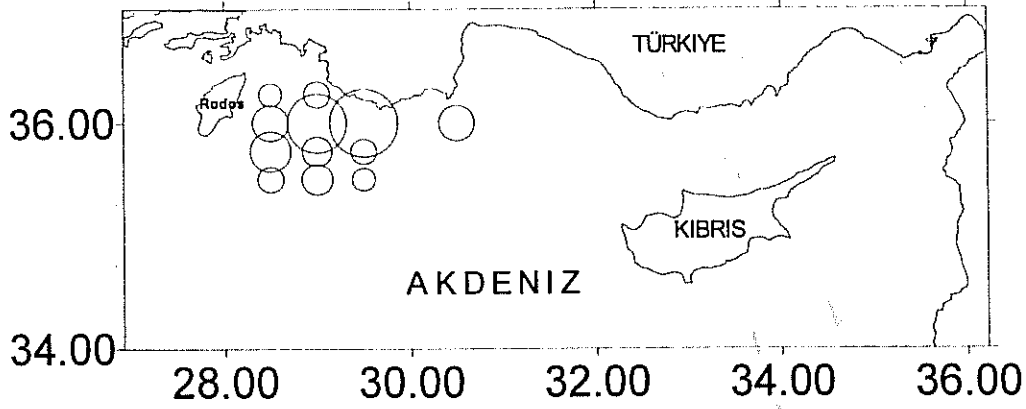 TÜRKIYE
Rodos
36.00
KIBRIS
AKDENIZ
34.00
28.00 30.00 32.00 34.00 36.00